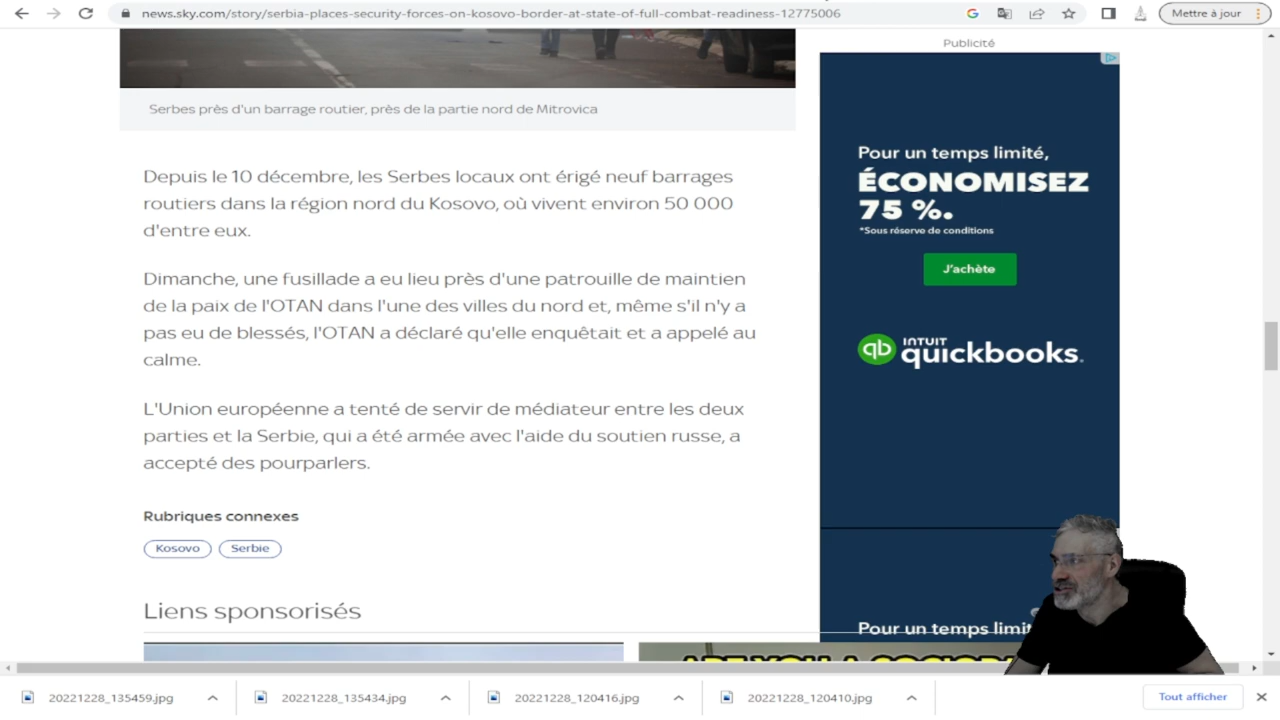 news.sky.com/story/serbia-places-security-forces-on-kosovo-border-at-state-of-full-combat-readiness-12775006
Mettre à jour
Publicité
Serbes près d'un barrage routier, près de la partie nord de Mitrovica
Depuis le 10 décembre, les Serbes locaux ont érigé neuf barrages
routiers dans la région nord du Kosovo, où vivent environ 50 000
d'entre eux.
Dimanche, une fusillade a eu lieu près d'une patrouille de maintien
de la paix de l'OTAN dans l'une des villes du nord et, même s'il n'y a
pas eu de blessés, l'OTAN a déclaré qu'elle enquêtait et a appelé au
calme.
L'Union européenne a tenté de servir de médiateur entre les deux
parties et la Serbie, qui a été armée avec l'aide du soutien russe, a
accepté des pourparlers.
Rubriques connexes
Kosovo
Serbie
Liens sponsorisés
Pour un temps limité,
ÉCONOMISEZ
75 %.
*Sous réserve de conditions
J'achète
qb INTUIT
quickbooks.
Pour un temps
ARE YOU A
20221228_135459.jpg
20221228_135434.jpg
20221228_120416.jpg
20221228_120410.jpg
Tout afficher